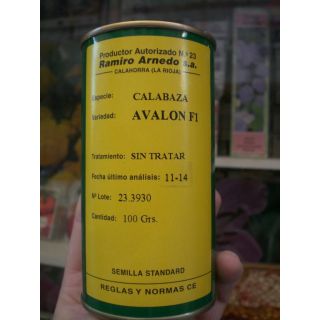 Productor Autorizado Nº 23
Ramiro Arnedo s.a.
CALAHORRA (LA RIOJA)
Especie: CALABAZA
Variedad: AVALON F1
Tratamiento: SIN TRATAR
Fecha último análisis: 11-14
Nº Lote: 23.3930
Cantidad: 100 Grs.
SEMILLA STANDARD
REGLAS Y NORMAS CE